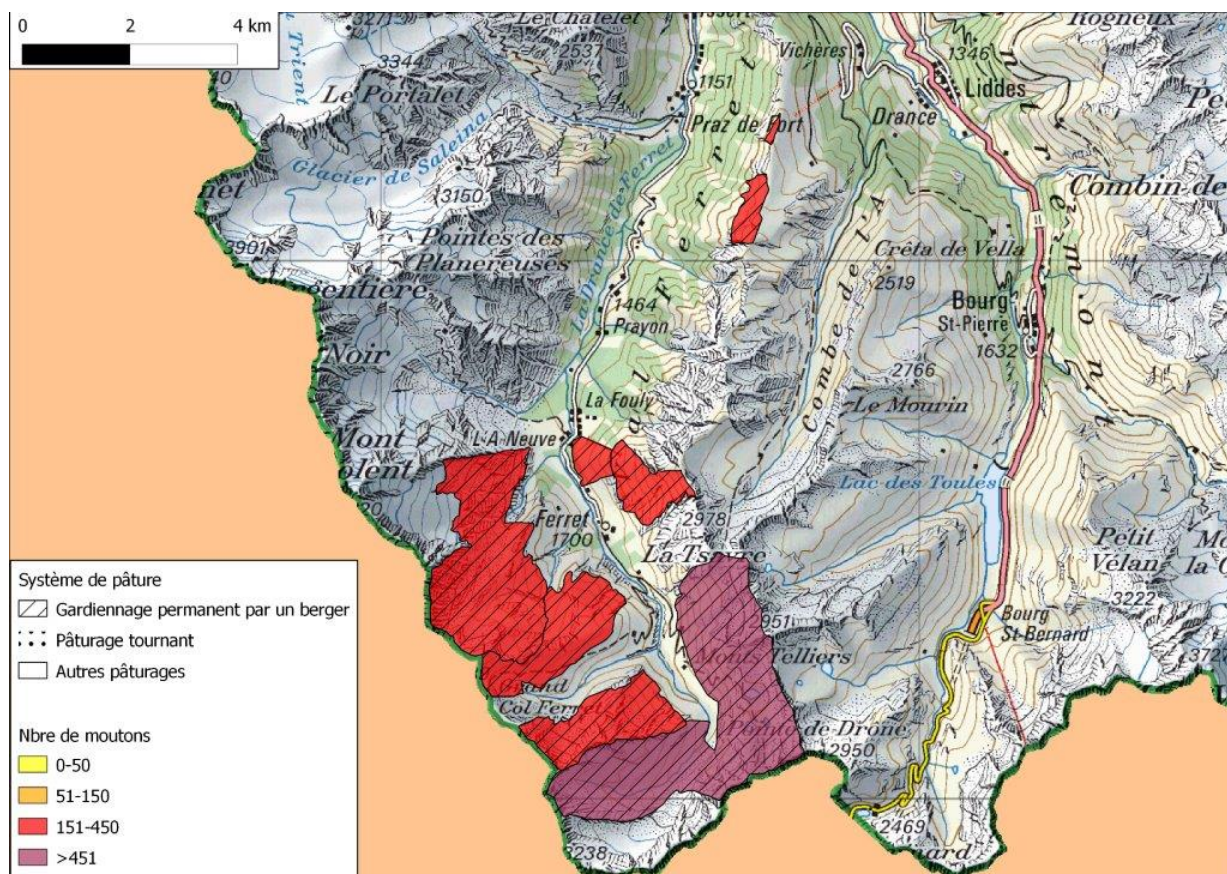 0 2 4 km
Trient
3271
Le Châtelet
2537
3344
Le Portalet
1151
Praz de Fort
Glacier de Saleina
3150
3901
Pointes des
Planereuses
La Drance de Ferret
1464
Prayon
Noir
La Fouly
L'A Neuve
Mont
Ferret
1700
2978
Col Ferret
Grand
Monts Telliers
Pointe de Drône
2950
Vichères
1346
Liddes
Drance
Rogneux
Combin de
Crêta de Vella
2519
Combe de l'A
Bourg
St-Pierre
1632
2766
Le Mourin
Lac des Toules
Petit
Vélan
3222
Bourg
St-Bernard
2469
Système de pâture
Gardiennage permanent par un berger
Pâturage tournant
Autres pâturages
Nbre de moutons
0-50
51-150
151-450
>451